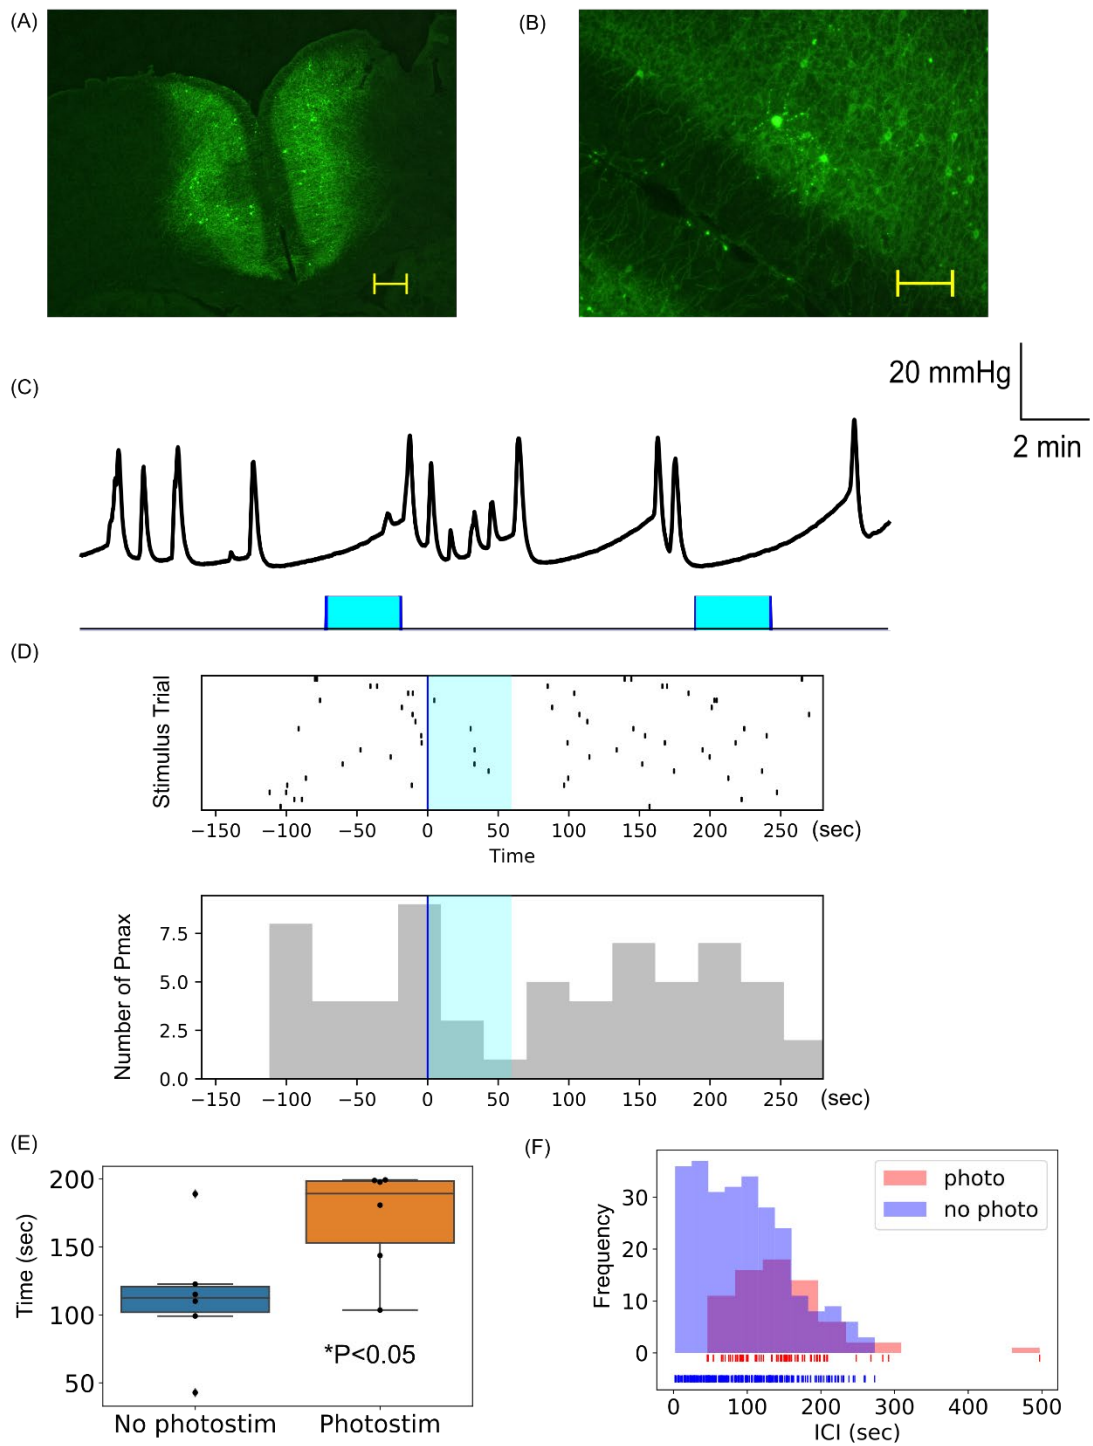 (A)
(B)
(C)
20 mmHg
2 min
(D)
Stimulus Trial
−150 −100 −50 0 50 100 150 200 250 (sec)
Time
Number of Pmax
7.5
5.0
2.5
0.0
−150 −100 −50 0 50 100 150 200 250 (sec)
(E)
Time (sec)
200
150
100
50
*P<0.05
No photostim Photostim
(F)
Frequency
30
20
10
0
photo
no photo
0 100 200 300 400 500
ICI (sec)